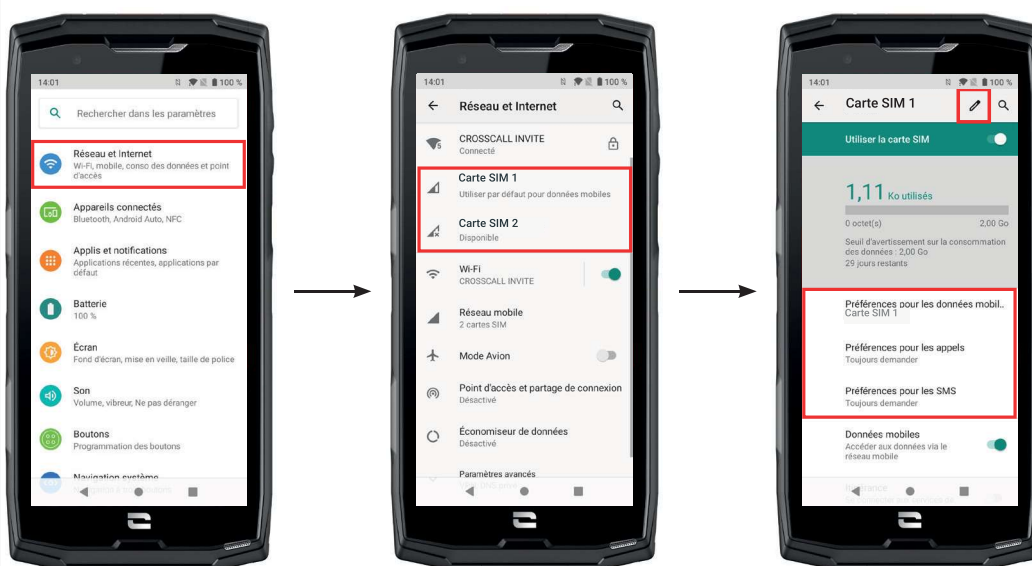 14:01
100 %
Rechercher dans les paramètres
Réseau et Internet
Wi-Fi, mobile, conso des données et point
d'accès
Appareils connectés
Bluetooth, Android Auto, NFC
Applis et notifications
Applications récentes, applications par
défaut
Batterie
100 %
Écran
Fond d'écran, mise en veille, taille de police
Son
Volume, vibreur, Ne pas déranger
Boutons
Programmation des boutons
Navigation système
14:01
100 %
Réseau et Internet
CROSSCALL INVITE
Connecté
Carte SIM 1
Utiliser par défaut pour données mobiles
Carte SIM 2
Disponible
Wi-Fi
CROSSCALL INVITE
Réseau mobile
2 cartes SIM
Mode Avion
Point d'accès et partage de connexion
Désactivé
Économiseur de données
Désactivé
Paramètres avancés
14:01
100 %
Carte SIM 1
Utiliser la carte SIM
1,11 Ko utilisés
0 octet(s) 2,00 Go
Seuil d'avertissement sur la consommation
des données : 2,00 Go
29 jours restants
Préférences pour les données mobil..
Carte SIM 1
Préférences pour les appels
Toujours demander
Préférences pour les SMS
Toujours demander
Données mobiles
Accéder aux données via le
réseau mobile